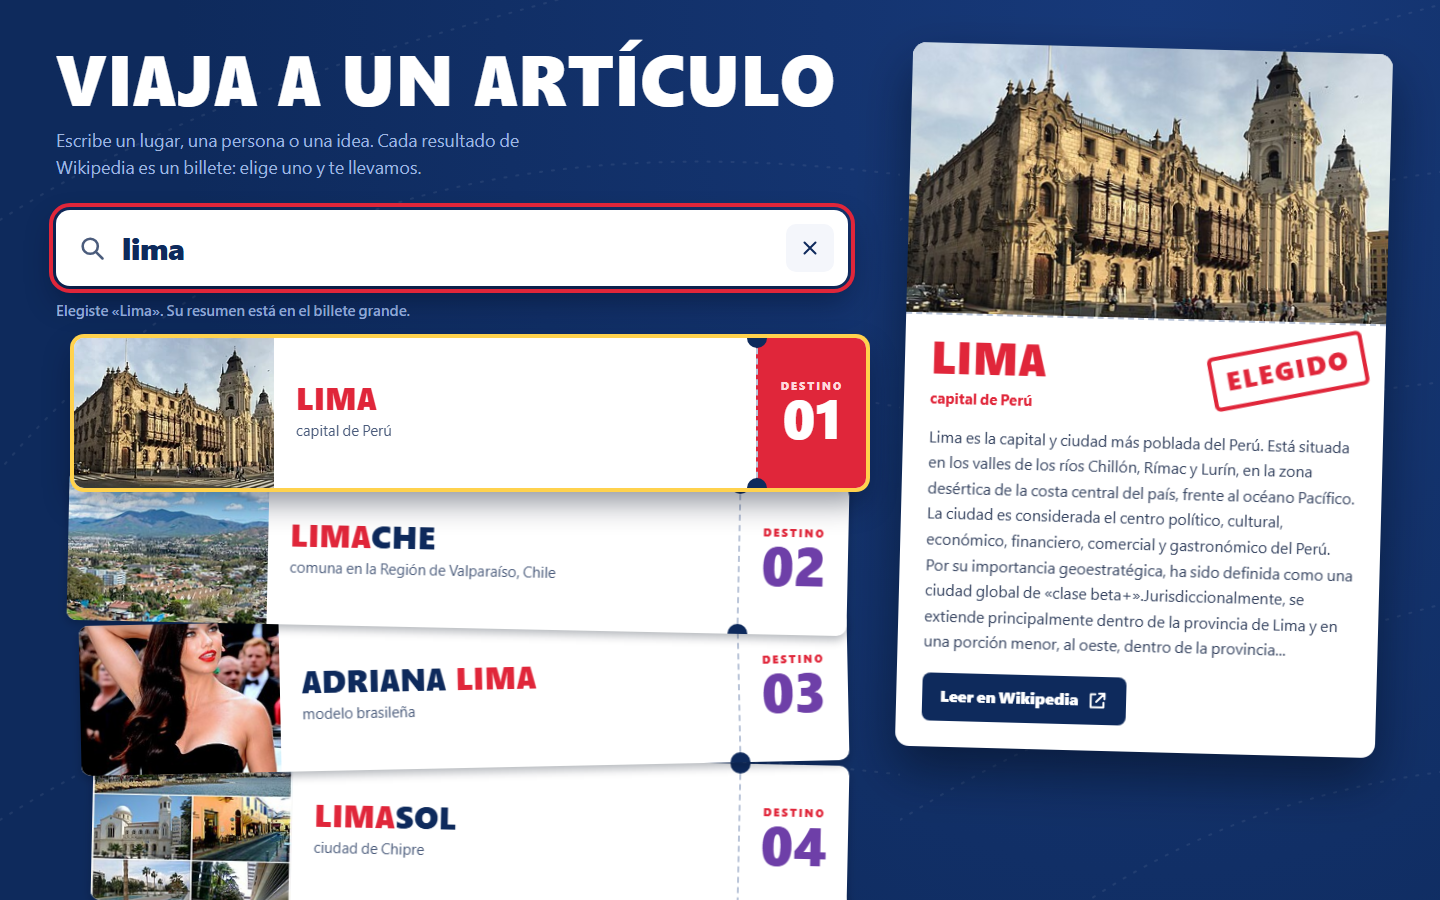 VIAJA A UN ARTÍCULO
Escribe un lugar, una persona o una idea. Cada resultado de
Wikipedia es un billete: elige uno y te llevamos.
lima
Elegiste «Lima». Su resumen está en el billete grande.
LIMA
capital de Perú
DESTINO
01
LIMACHE
comuna en la Región de Valparaíso, Chile
DESTINO
02
ADRIANA LIMA
modelo brasileña
DESTINO
03
LIMASOL
ciudad de Chipre
DESTINO
04
LIMA
capital de Perú
ELEGIDO
Lima es la capital y ciudad más poblada del Perú. Está situada
en los valles de los ríos Chillón, Rímac y Lurín, en la zona
desértica de la costa central del país, frente al océano Pacífico.
La ciudad es considerada el centro político, cultural,
económico, financiero, comercial y gastronómico del Perú.
Por su importancia geoestratégica, ha sido definida como una
ciudad global de «clase beta+».Jurisdiccionalmente, se
extiende principalmente dentro de la provincia de Lima y en
una porción menor, al oeste, dentro de la provincia...
Leer en Wikipedia